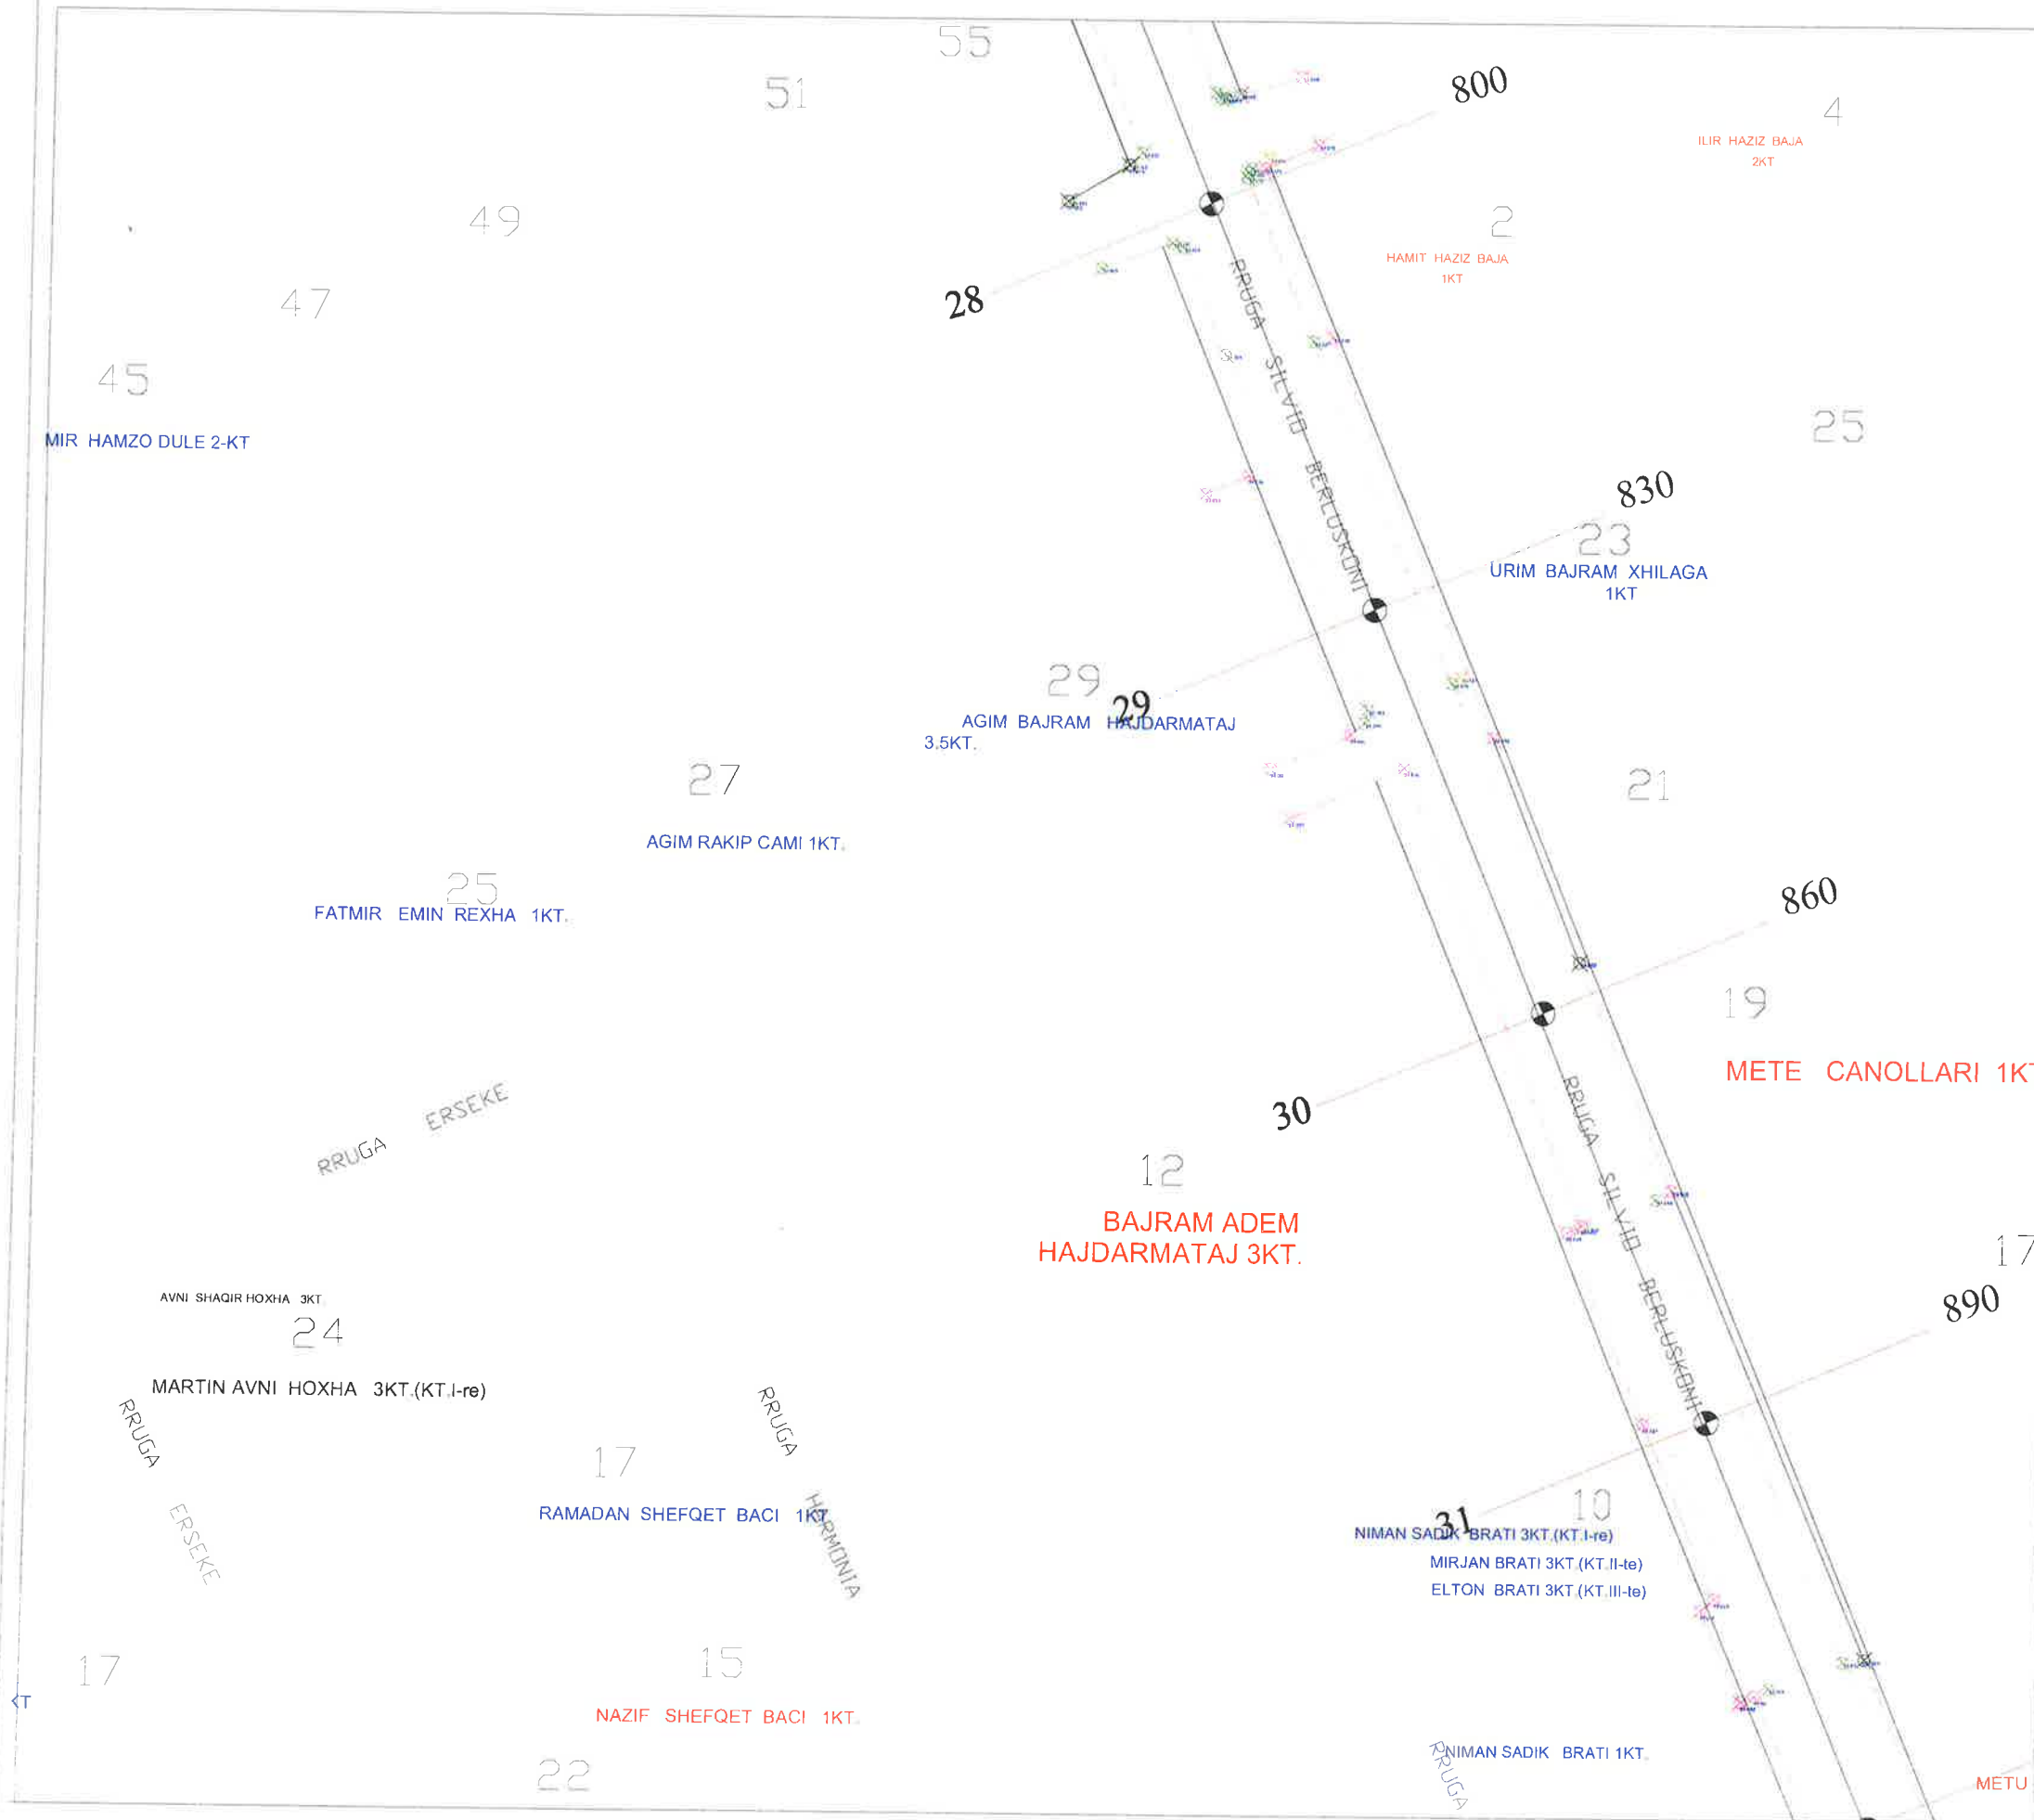 55
51
800
4
ILIR HAZIZ BAJA
2KT
49
2
HAMIT HAZIZ BAJA
1KT
47
28
RRUGA SILVIO BERLUSKONI
45
MIR HAMZO DULE 2-KT
25
830
23
URIM BAJRAM XHILAGA
1KT
29
29
AGIM BAJRAM HAJDARMATAJ
3.5KT.
27
21
AGIM RAKIP CAMI 1KT.
25
FATMIR EMIN REXHA 1KT.
860
19
METE CANOLLARI 1KT
30
RRUGA ERSEKE
12
RRUGA SILVIO BERLUSKONI
BAJRAM ADEM
HAJDARMATAJ 3KT.
17
890
AVNI SHAQIR HOXHA 3KT.
24
MARTIN AVNI HOXHA 3KT.(KT.I-re)
RRUGA ERSEKE
RRUGA HARMONIA
17
RAMADAN SHEFQET BACI 1KT
10
31
NIMAN SADIK BRATI 3KT.(KT.I-re)
MIRJAN BRATI 3KT.(KT.II-te)
ELTON BRATI 3KT.(KT.III-te)
17
KT
15
NAZIF SHEFQET BACI 1KT.
22
RRUGA
NIMAN SADIK BRATI 1KT.
METU